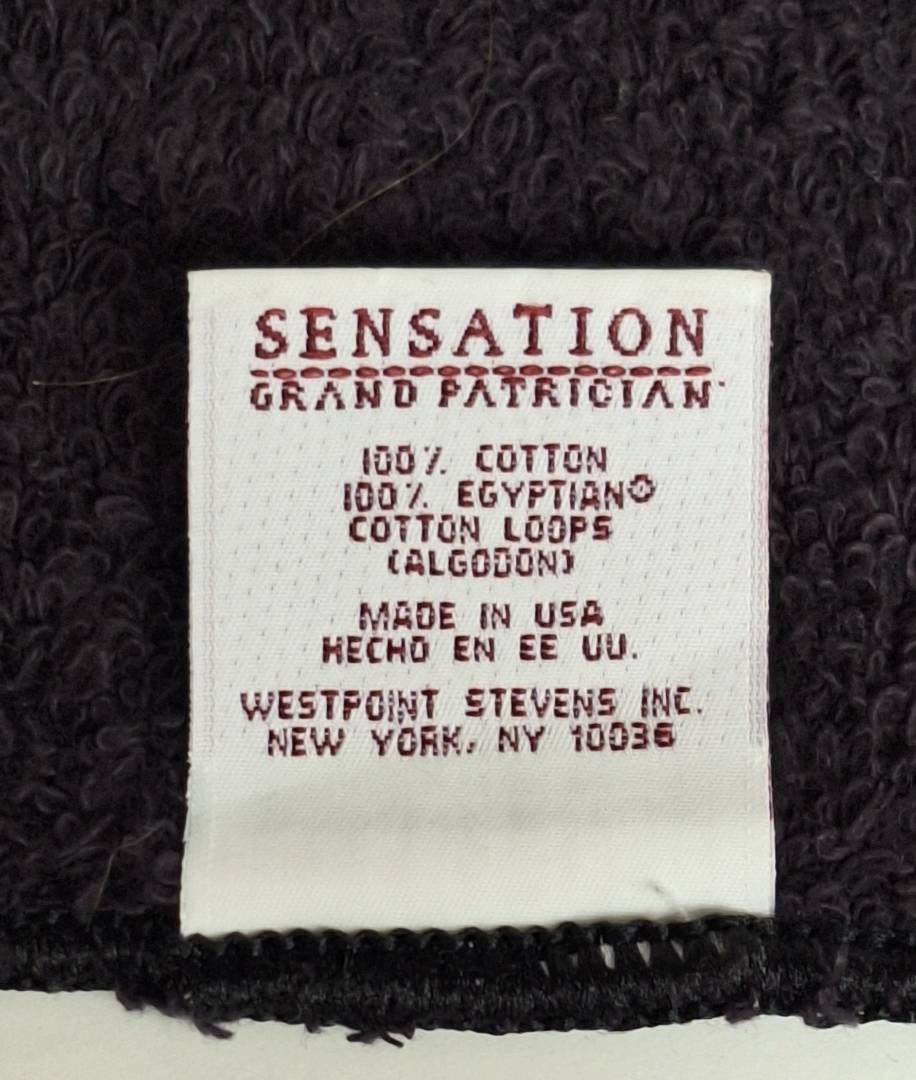 SENSATION
GRAND PATRICIAN™
100% COTTON
100% EGYPTIAN®
COTTON LOOPS
(ALGODON)
MADE IN USA
HECHO EN EE UU.
WESTPOINT STEVENS INC.
NEW YORK, NY 10036